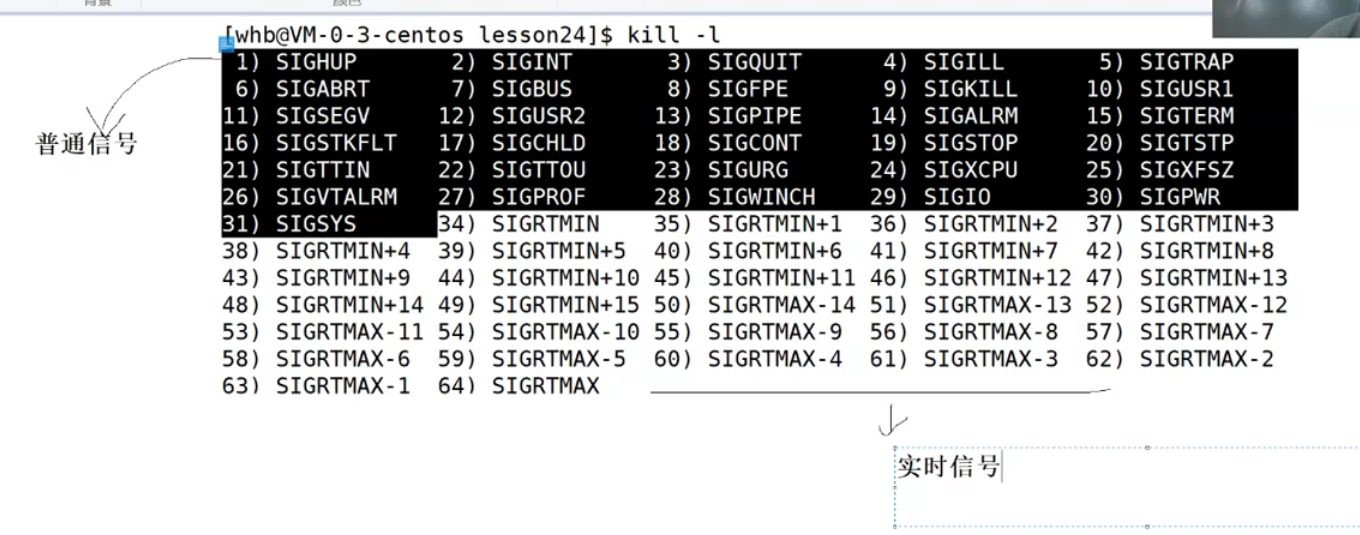 背景
颜色
[whb@VM-0-3-centos lesson24]$ kill -l
1) SIGHUP 2) SIGINT 3) SIGQUIT 4) SIGILL 5) SIGTRAP
6) SIGABRT 7) SIGBUS 8) SIGFPE 9) SIGKILL 10) SIGUSR1
11) SIGSEGV 12) SIGUSR2 13) SIGPIPE 14) SIGALRM 15) SIGTERM
普通信号
16) SIGSTKFLT 17) SIGCHLD 18) SIGCONT 19) SIGSTOP 20) SIGTSTP
21) SIGTTIN 22) SIGTTOU 23) SIGURG 24) SIGXCPU 25) SIGXFSZ
26) SIGVTALRM 27) SIGPROF 28) SIGWINCH 29) SIGIO 30) SIGPWR
31) SIGSYS 34) SIGRTMIN 35) SIGRTMIN+1 36) SIGRTMIN+2 37) SIGRTMIN+3
38) SIGRTMIN+4 39) SIGRTMIN+5 40) SIGRTMIN+6 41) SIGRTMIN+7 42) SIGRTMIN+8
43) SIGRTMIN+9 44) SIGRTMIN+10 45) SIGRTMIN+11 46) SIGRTMIN+12 47) SIGRTMIN+13
48) SIGRTMIN+14 49) SIGRTMIN+15 50) SIGRTMAX-14 51) SIGRTMAX-13 52) SIGRTMAX-12
53) SIGRTMAX-11 54) SIGRTMAX-10 55) SIGRTMAX-9 56) SIGRTMAX-8 57) SIGRTMAX-7
58) SIGRTMAX-6 59) SIGRTMAX-5 60) SIGRTMAX-4 61) SIGRTMAX-3 62) SIGRTMAX-2
63) SIGRTMAX-1 64) SIGRTMAX
实时信号